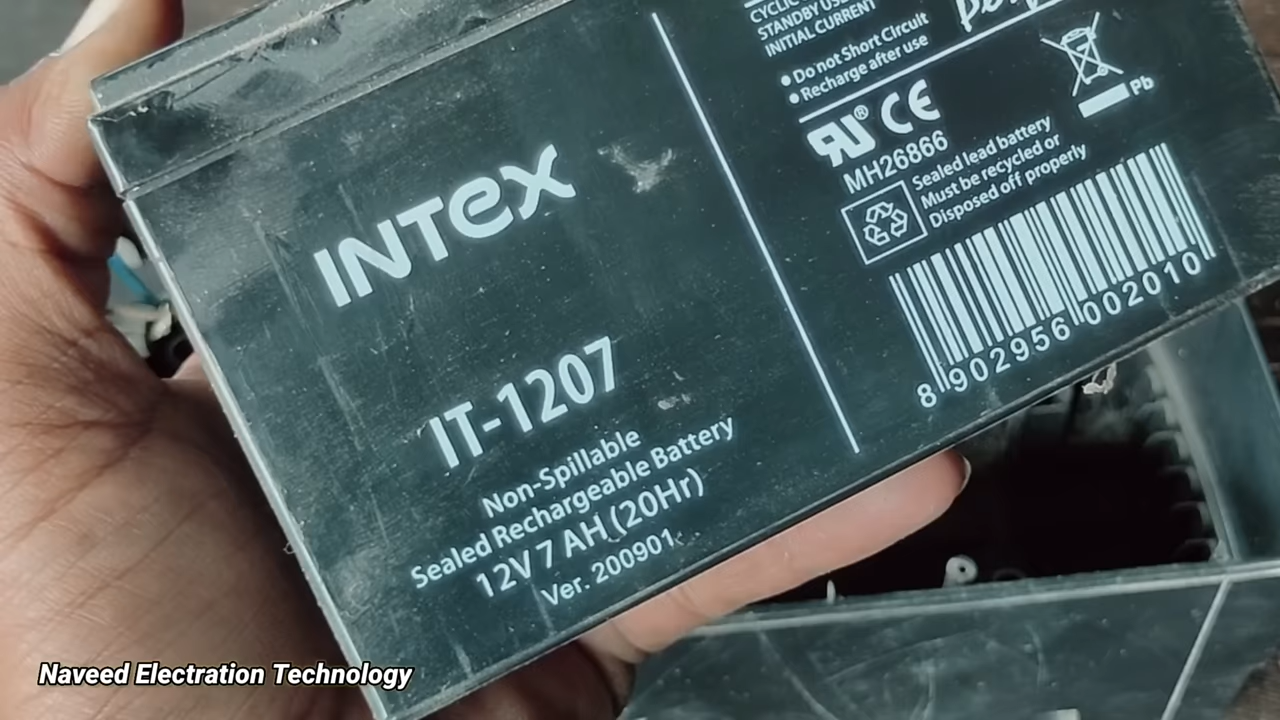 INTEX
IT-1207
Non-Spillable
Sealed Rechargeable Battery
12V 7 AH (20Hr)
Ver. 200901
STANDBY USE
INITIAL CURRENT
Do not Short Circuit
Recharge after use
CE
MH26866
Pb
Sealed lead battery
Must be recycled or
Disposed off properly
8 902956 002010
Naveed Electration Technology